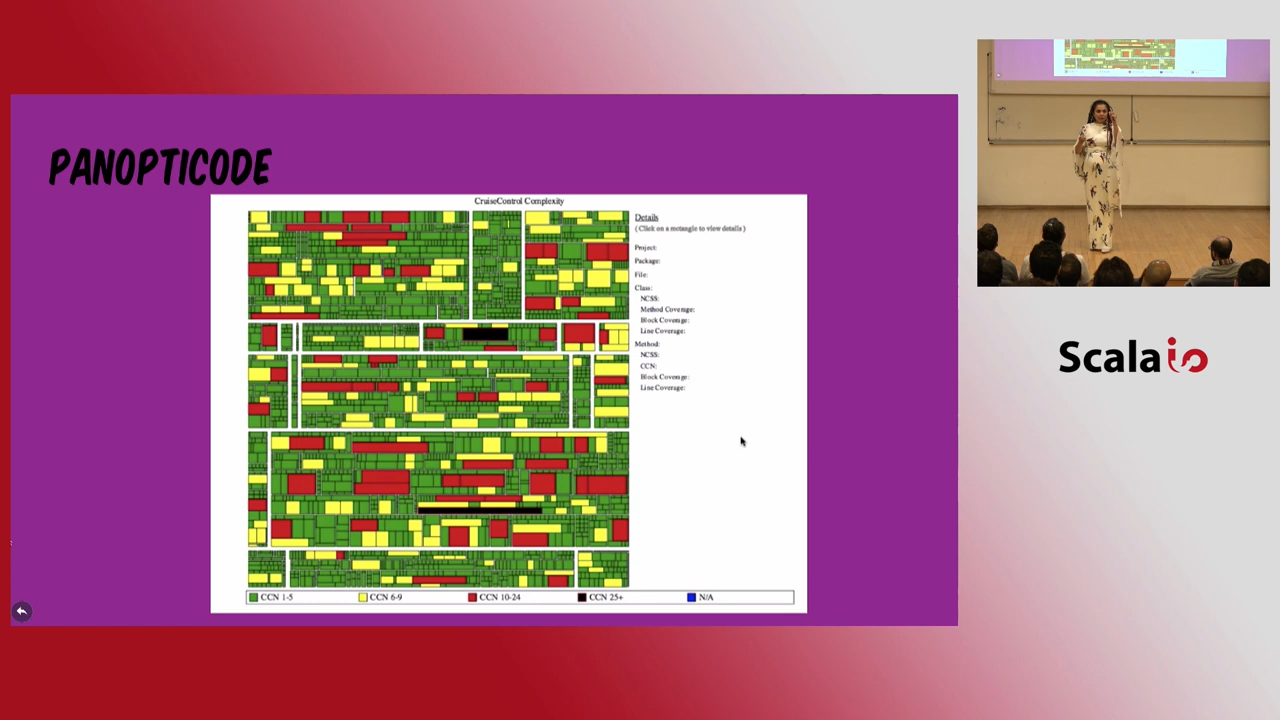 PANOPTICODE
CruiseControl Complexity
Details
( Click on a rectangle to view details )
Project:
Package:
File:
Class:
NCSS:
Method Coverage:
Block Coverage:
Line Coverage:
Method:
NCSS:
CCN:
Block Coverage:
Line Coverage:
CCN 1-5
CCN 6-9
CCN 10-24
CCN 25+
N/A
Scala io